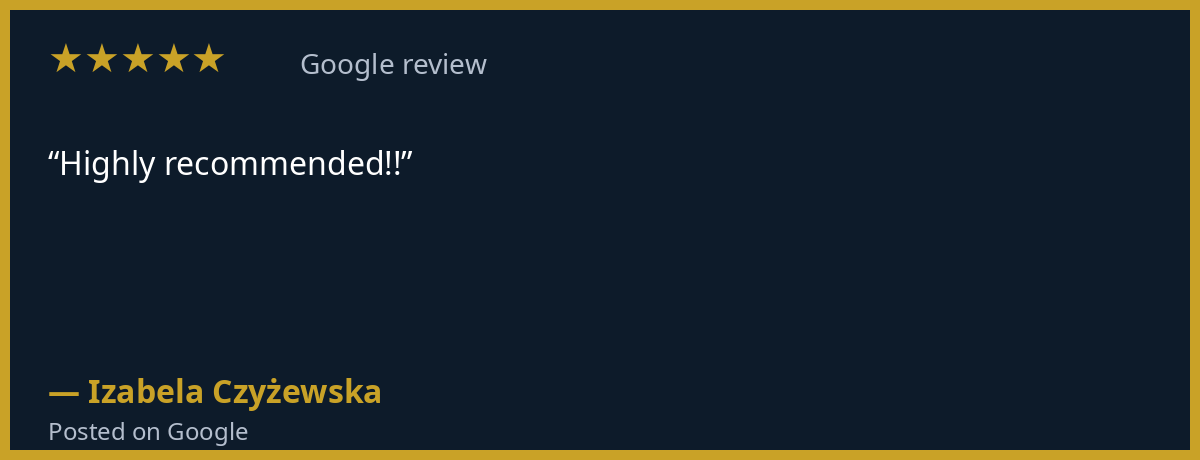 ★★★★★ Google review
“Highly recommended!!”
— Izabela Czyżewska
Posted on Google